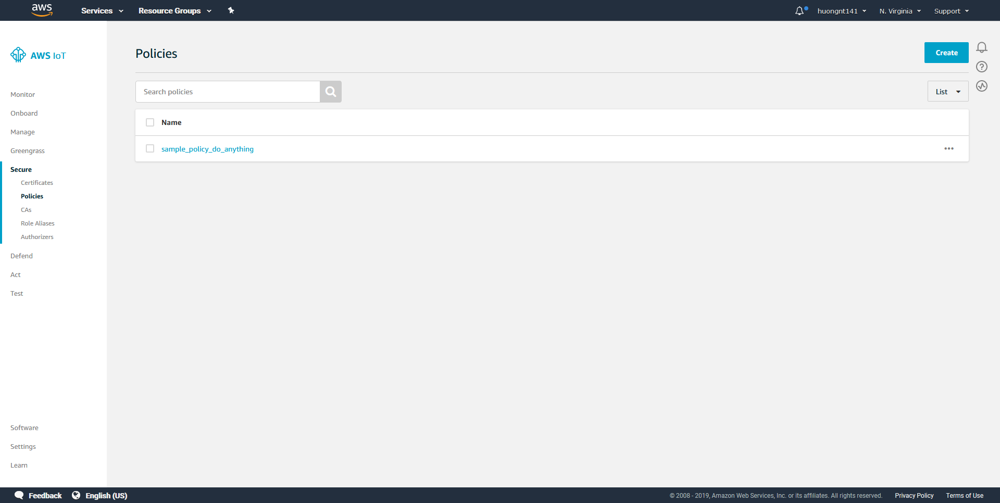 aws Services Resource Groups huongnt141 N. Virginia Support
AWS IoT
Monitor
Onboard
Manage
Greengrass
Secure
Certificates
Policies
CAs
Role Aliases
Authorizers
Defend
Act
Test
Software
Settings
Learn
Policies
Create
Search policies
List
Name
sample_policy_do_anything
Feedback English (US) © 2008 - 2019, Amazon Web Services, Inc. or its affiliates. All rights reserved. Privacy Policy Terms of Use